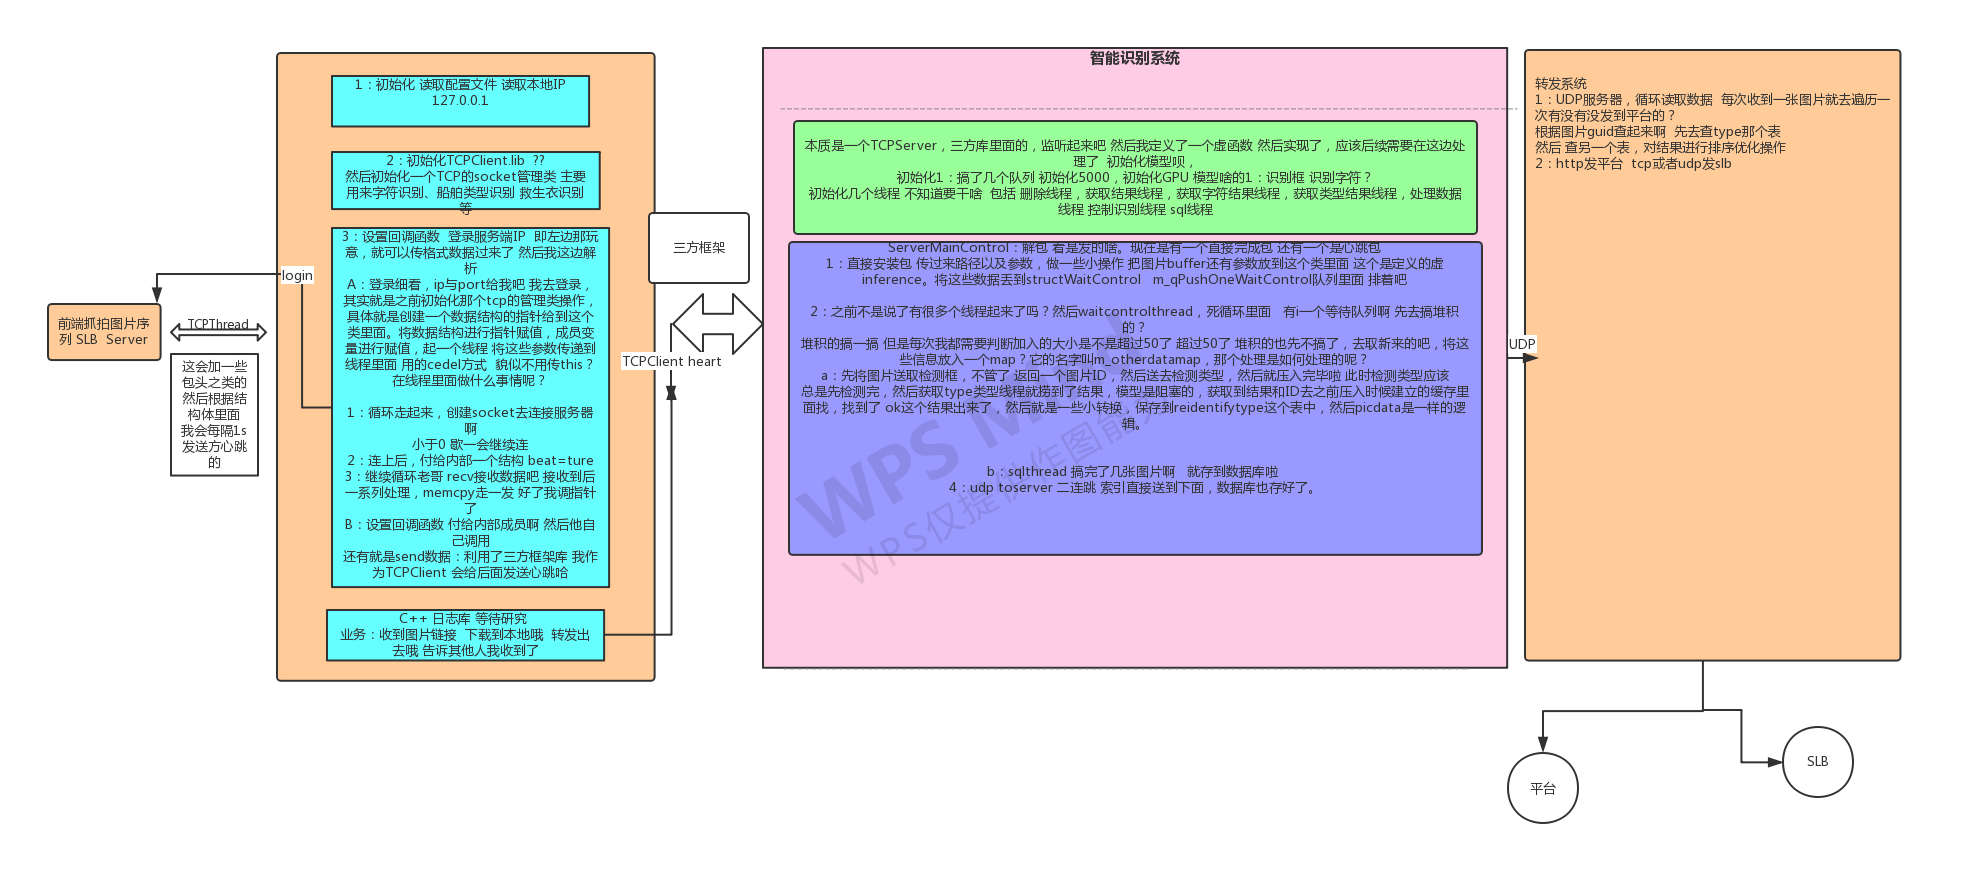 前端抓拍图片序
列 SLB  Server
TCPThread
这会加一些
包头之类的
然后根据结
构体里面
我会每隔1s
发送方心跳
的
login
1：初始化 读取配置文件 读取本地IP
127.0.0.1
2：初始化TCPClient.lib  ??
然后初始化一个TCP的socket管理类 主要
用来字符识别、船舶类型识别 救生衣识别
等
3：设置回调函数  登录服务端IP  即左边那玩
意，就可以传格式数据过来了 然后我这边解
析
A：登录细看，ip与port给我吧 我去登录，
其实就是之前初始化那个tcp的管理类操作，
具体就是创建一个数据结构的指针给到这个
类里面。将数据结构进行指针赋值，成员变
量进行赋值，起一个线程 将这些参数传递到
线程里面 用的cedel方式  貌似不用传this？
在线程里面做什么事情呢？
1：循环走起来，创建socket去连接服务器
啊
小于0 歇一会继续连
2：连上后，付给内部一个结构 beat=ture
3：继续循环老哥 recv接收数据吧 接收到后
一系列处理，memcpy走一发 好了我调指针
了
B：设置回调函数 付给内部成员啊 然后他自
己调用
还有就是send数据：利用了三方框架库 我作
为TCPClient 会给后面发送心跳哈
C++ 日志库 等待研究
业务：收到图片链接  下载到本地哦  转发出
去哦 告诉其他人我收到了
三方框架
TCPClient heart
智能识别系统
本质是一个TCPServer，三方库里面的，监听起来吧 然后我定义了一个虚函数 然后实现了，应该后续需要在这边处
理了  初始化模型呗，
初始化1：搞了几个队列 初始化5000，初始化GPU 模型啥的1：识别框 识别字符？
初始化几个线程 不知道要干啥  包括 删除线程，获取结果线程，获取字符结果线程，获取类型结果线程，处理数据
线程 控制识别线程 sql线程
ServerMainControl：解包 看是发的啥。现在是有一个直接完成包 还有一个是心跳包
1：直接安装包 传过来路径以及参数，做一些小操作 把图片buffer还有参数放到这个类里面 这个是定义的虚
inference。将这些数据丢到structWaitControl   m_qPushOneWaitControl队列里面 排着吧
2：之前不是说了有很多个线程起来了吗？然后waitcontrolthread，死循环里面   有i一个等待队列啊 先去搞堆积
的？
堆积的搞一搞 但是每次我都需要判断加入的大小是不是超过50了 超过50了 堆积的也先不搞了，去取新来的吧，将这
些信息放入一个map？它的名字叫m_otherdatamap，那个处理是如何处理的呢？
a：先将图片送取检测框，不管了 返回一个图片ID，然后送去检测类型，然后就压入完毕啦 此时检测类型应该
总是先检测完，然后获取type类型线程就捞到了结果，模型是阻塞的，获取到结果和ID去之前压入时候建立的缓存里
面找，找到了 ok这个结果出来了，然后就是一些小转换，保存到reidentifytype这个表中，然后picdata是一样的逻
辑。
b：sqlthread 搞完了几张图片啊   就存到数据库啦
4：udp toserver 二连跳 索引直接送到下面，数据库也存好了。
UDP
转发系统
1：UDP服务器，循环读取数据  每次收到一张图片就去遍历一
次有没有没发到平台的？
根据图片guid查起来啊  先去查type那个表
然后 查另一个表，对结果进行排序优化操作
2：http发平台  tcp或者udp发slb
平台
SLB